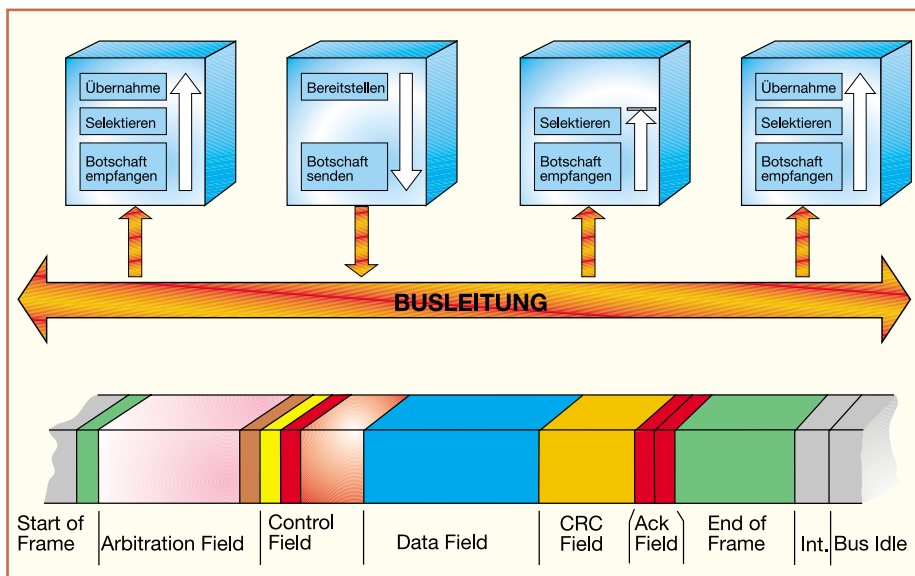 Übernahme
Selektieren
Botschaft
empfangen
Bereitstellen
Botschaft
senden
Selektieren
Botschaft
empfangen
Übernahme
Selektieren
Botschaft
empfangen
BUSLEITUNG
Start of
Frame
Arbitration Field
Control
Field
Data Field
CRC
Field
Ack
Field
End of
Frame
Int.
Bus Idle